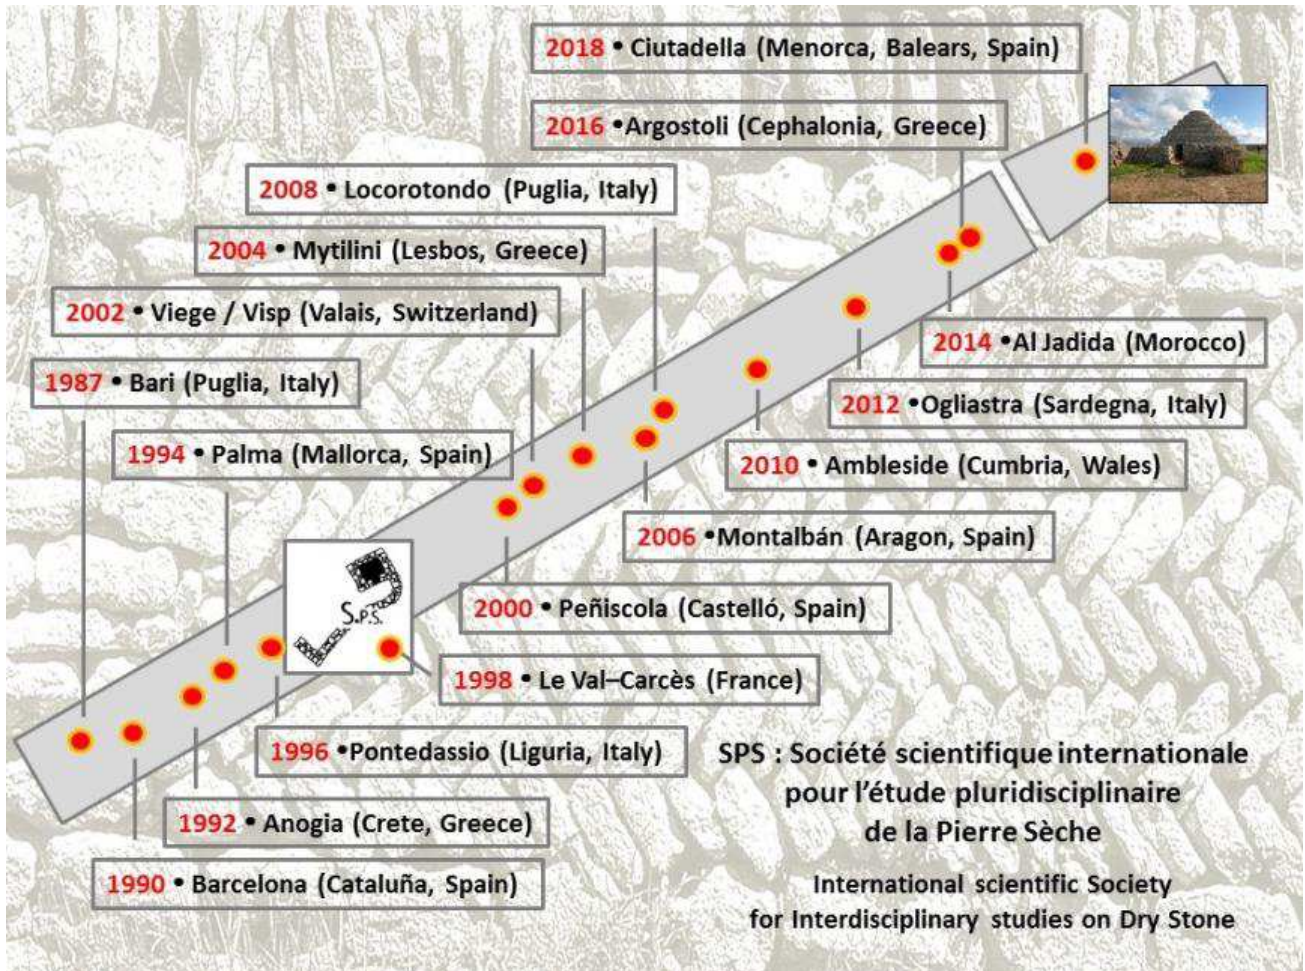 2018 • Ciutadella (Menorca, Balears, Spain)
2016 •Argostoli (Cephalonia, Greece)
2008 • Locorotondo (Puglia, Italy)
2004 • Mytilini (Lesbos, Greece)
2002 • Viege / Visp (Valais, Switzerland)
1987 • Bari (Puglia, Italy)
1994 • Palma (Mallorca, Spain)
2014 •Al Jadida (Morocco)
2012 •Ogliastra (Sardegna, Italy)
2010 • Ambleside (Cumbria, Wales)
2006 •Montalbán (Aragon, Spain)
2000 • Peñiscola (Castelló, Spain)
S.P.S.
1998 • Le Val–Carcès (France)
1996 •Pontedassio (Liguria, Italy)
1992 • Anogia (Crete, Greece)
1990 • Barcelona (Cataluña, Spain)
SPS : Société scientifique internationale
pour l’étude pluridisciplinaire
de la Pierre Sèche
International scientific Society
for Interdisciplinary studies on Dry Stone